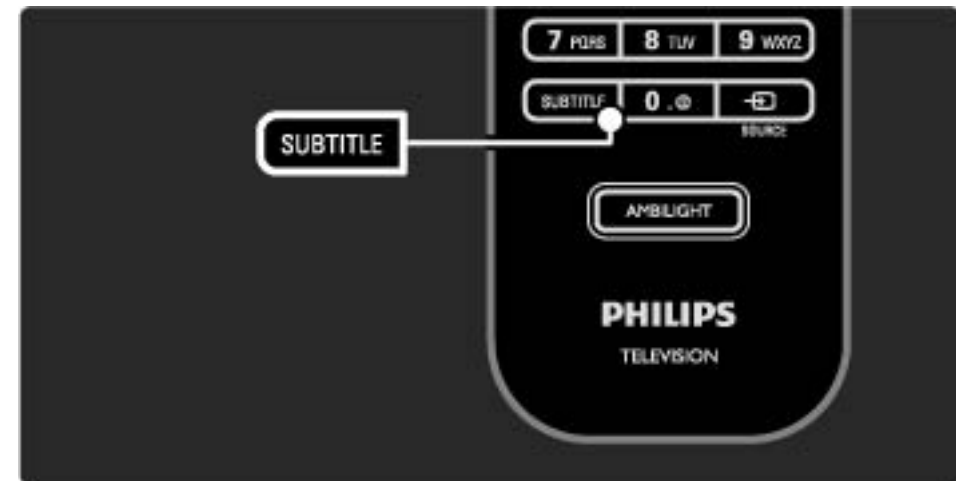 7 PQRS 8 TUV 9 WXYZ
SUBTITLE 0 .@
SOURCE
SUBTITLE
AMBILIGHT
PHILIPS
TELEVISION